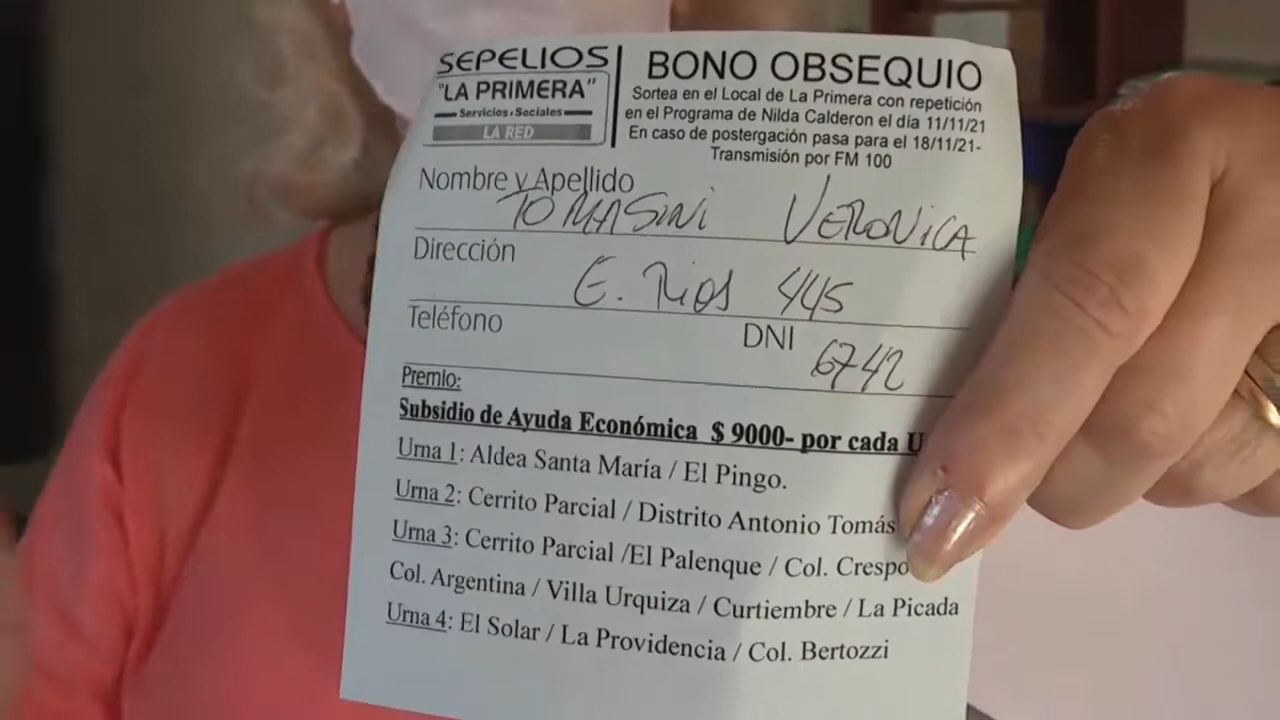 SEPELIOS
"LA PRIMERA"
Servicios Sociales
LA RED
BONO OBSEQUIO
Sortea en el Local de La Primera con repetición
en el Programa de Nilda Calderon el día 11/11/21
En caso de postergación pasa para el 18/11/21-
Transmisión por FM 100
Nombre y Apellido TOMASINI VERONICA
Dirección E. Rios 445
Teléfono DNI 6742
Premio:
Subsidio de Ayuda Económica $ 9000- por cada U
Urna 1: Aldea Santa María / El Pingo.
Urna 2: Cerrito Parcial / Distrito Antonio Tomás
Urna 3: Cerrito Parcial /El Palenque / Col. Crespo
Col. Argentina / Villa Urquiza / Curtiembre / La Picada
Urna 4: El Solar / La Providencia / Col. Bertozzi